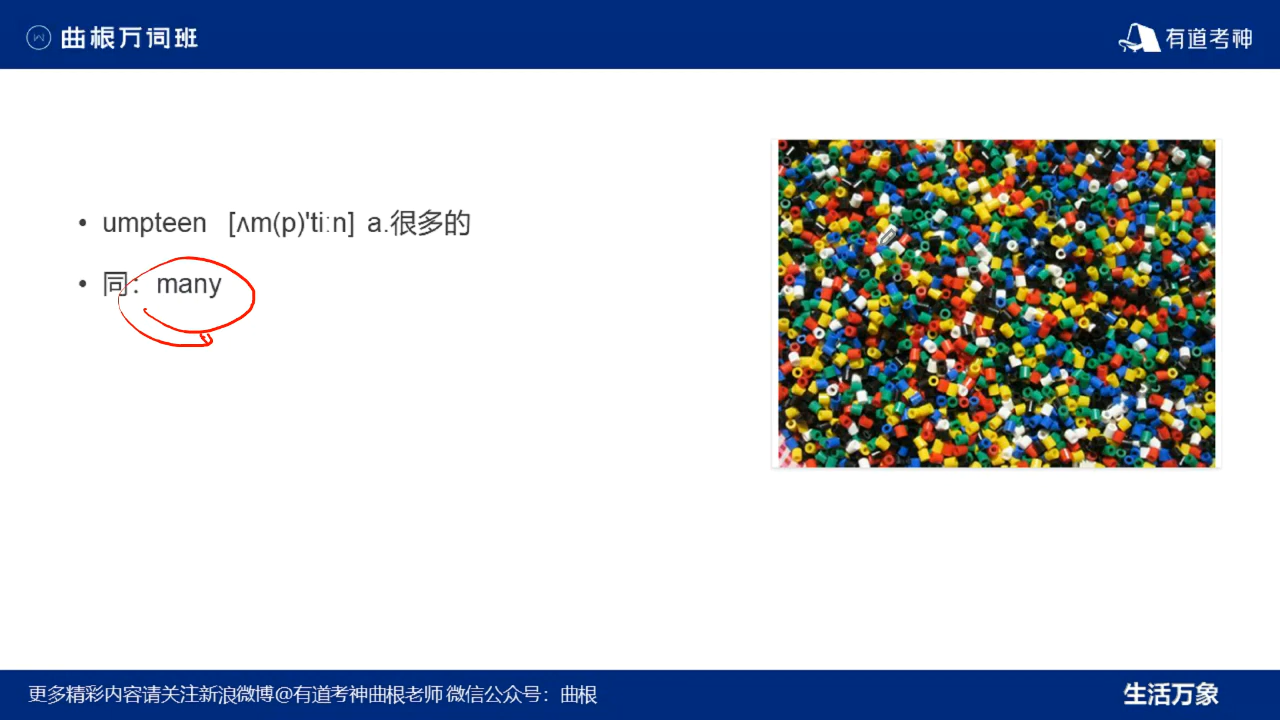 曲根万词班
有道考神
• umpteen [ʌm(p)'tiːn] a.很多的
• 同：many
更多精彩内容请关注新浪微博@有道考神曲根老师 微信公众号：曲根
生活万象